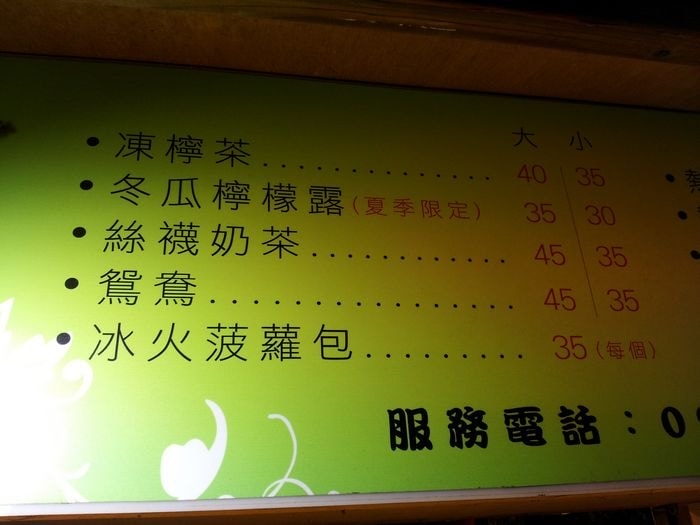 大 小
•凍檸茶.............. 40 35
•冬瓜檸檬露(夏季限定) 35 30
•絲襪奶茶............ 45 35
•鴛鴦................ 45 35
•冰火菠蘿包.......... 35(每個)
服務電話：0